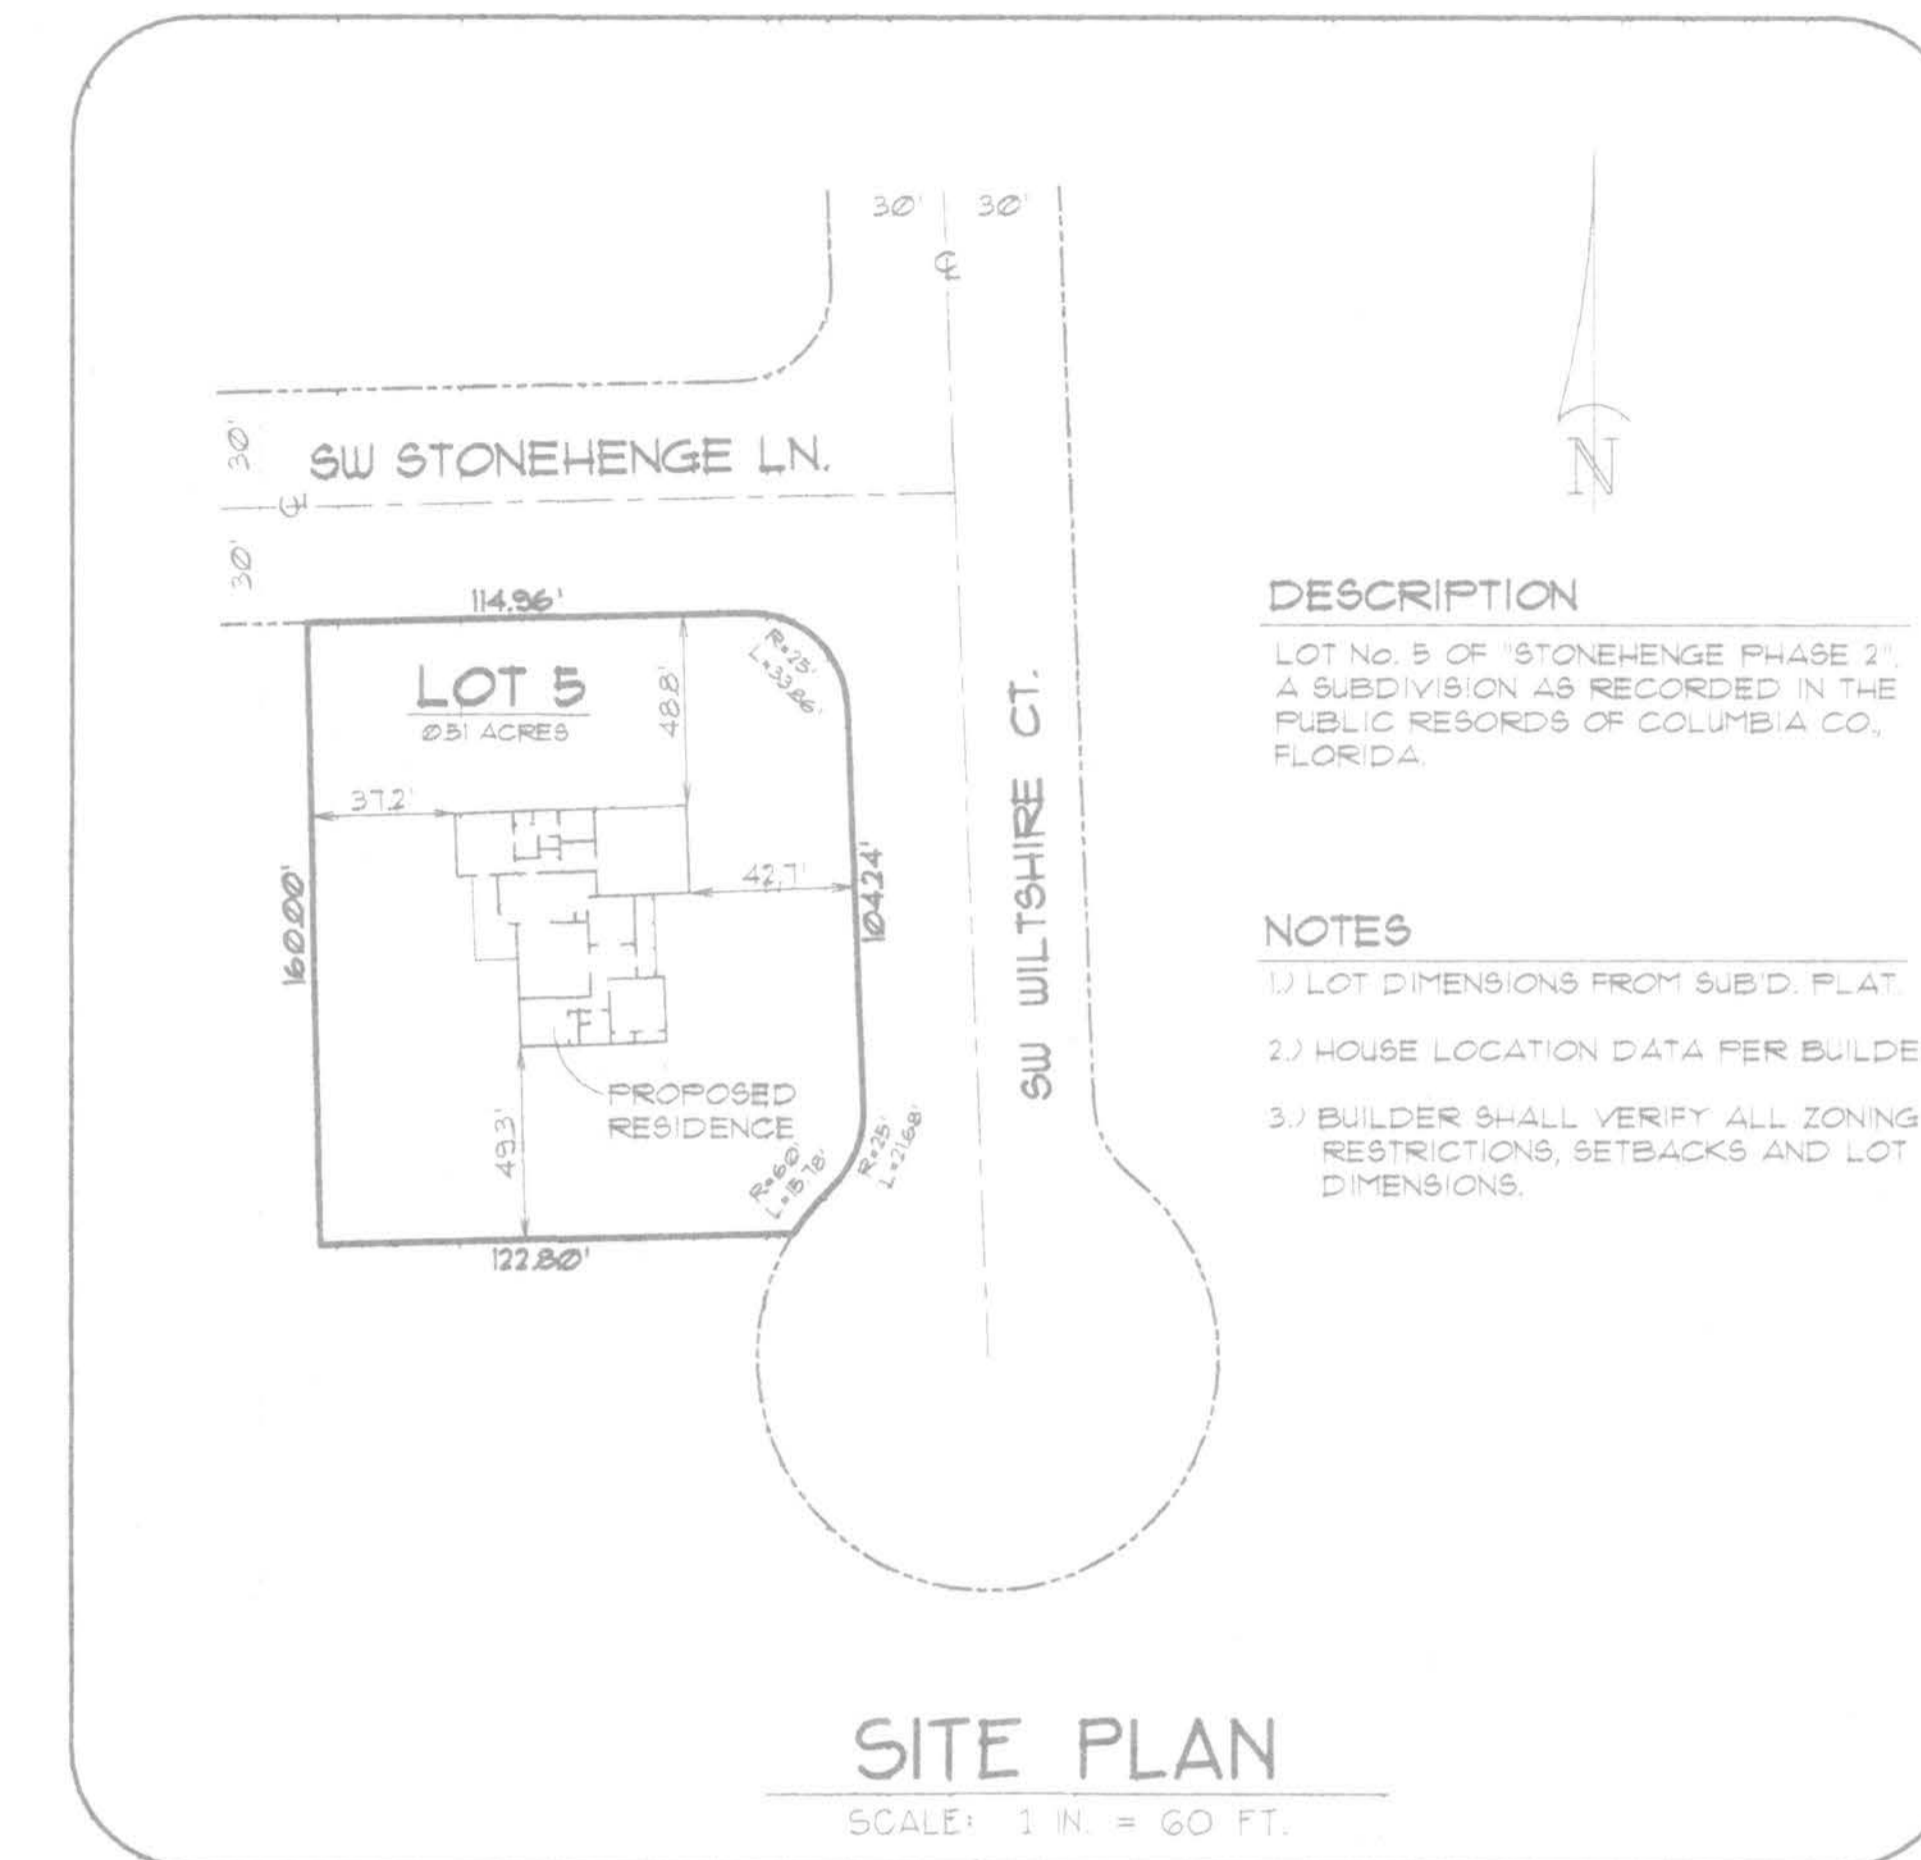 30' 30'
℄
30'
SW STONEHENGE LN.
℄
30'
N
114.96'
R=25'
L=33.86'
LOT 5
0.51 ACRES
48.8'
37.2'
42.7'
160.00'
104.24'
SW WILTSHIRE CT.
PROPOSED
RESIDENCE
49.3'
R=60'
L=15.78'
R=25'
L=21.68'
122.80'
DESCRIPTION
LOT No. 5 OF "STONEHENGE PHASE 2".
A SUBDIVISION AS RECORDED IN THE
PUBLIC RESORDS OF COLUMBIA CO.,
FLORIDA.
NOTES
1.) LOT DIMENSIONS FROM SUB'D. PLAT.
2.) HOUSE LOCATION DATA PER BUILDE
3.) BUILDER SHALL VERIFY ALL ZONING
RESTRICTIONS, SETBACKS AND LOT
DIMENSIONS.
SITE PLAN
SCALE: 1 IN. = 60 FT.